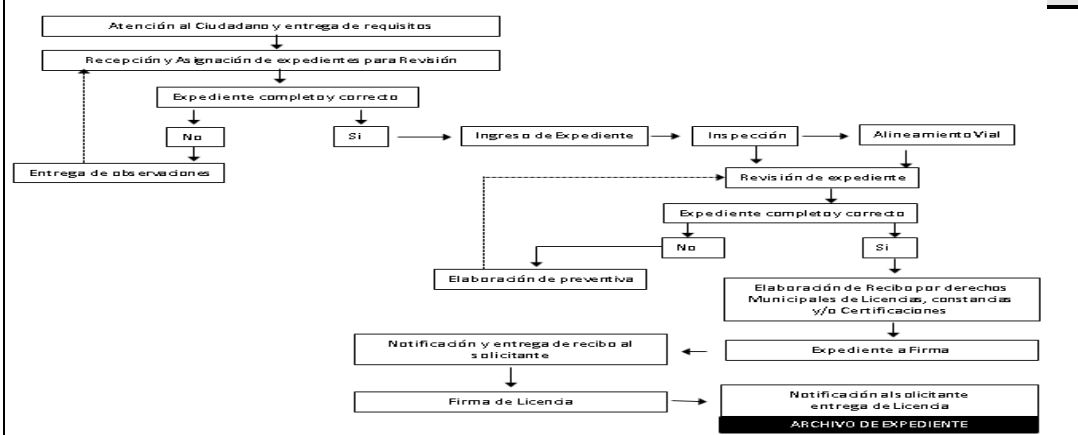 Atención al Ciudadano y entrega de requisitos
Recepción y Asignación de expedientes para Revisión
Expediente completo y correcto
No
Si
Ingreso de Expediente
Inspección
Alineamiento Vial
Entrega de observaciones
Revisión de expediente
Expediente completo y correcto
No
Si
Elaboración de preventiva
Elaboración de Recibo por derechos
Municipales de Licencias, constancias
y/o Certificaciones
Notificación y entrega de recibo al
solicitante
Expediente a Firma
Firma de Licencia
Notificación al solicitante
entrega de Licencia
ARCHIVO DE EXPEDIENTE